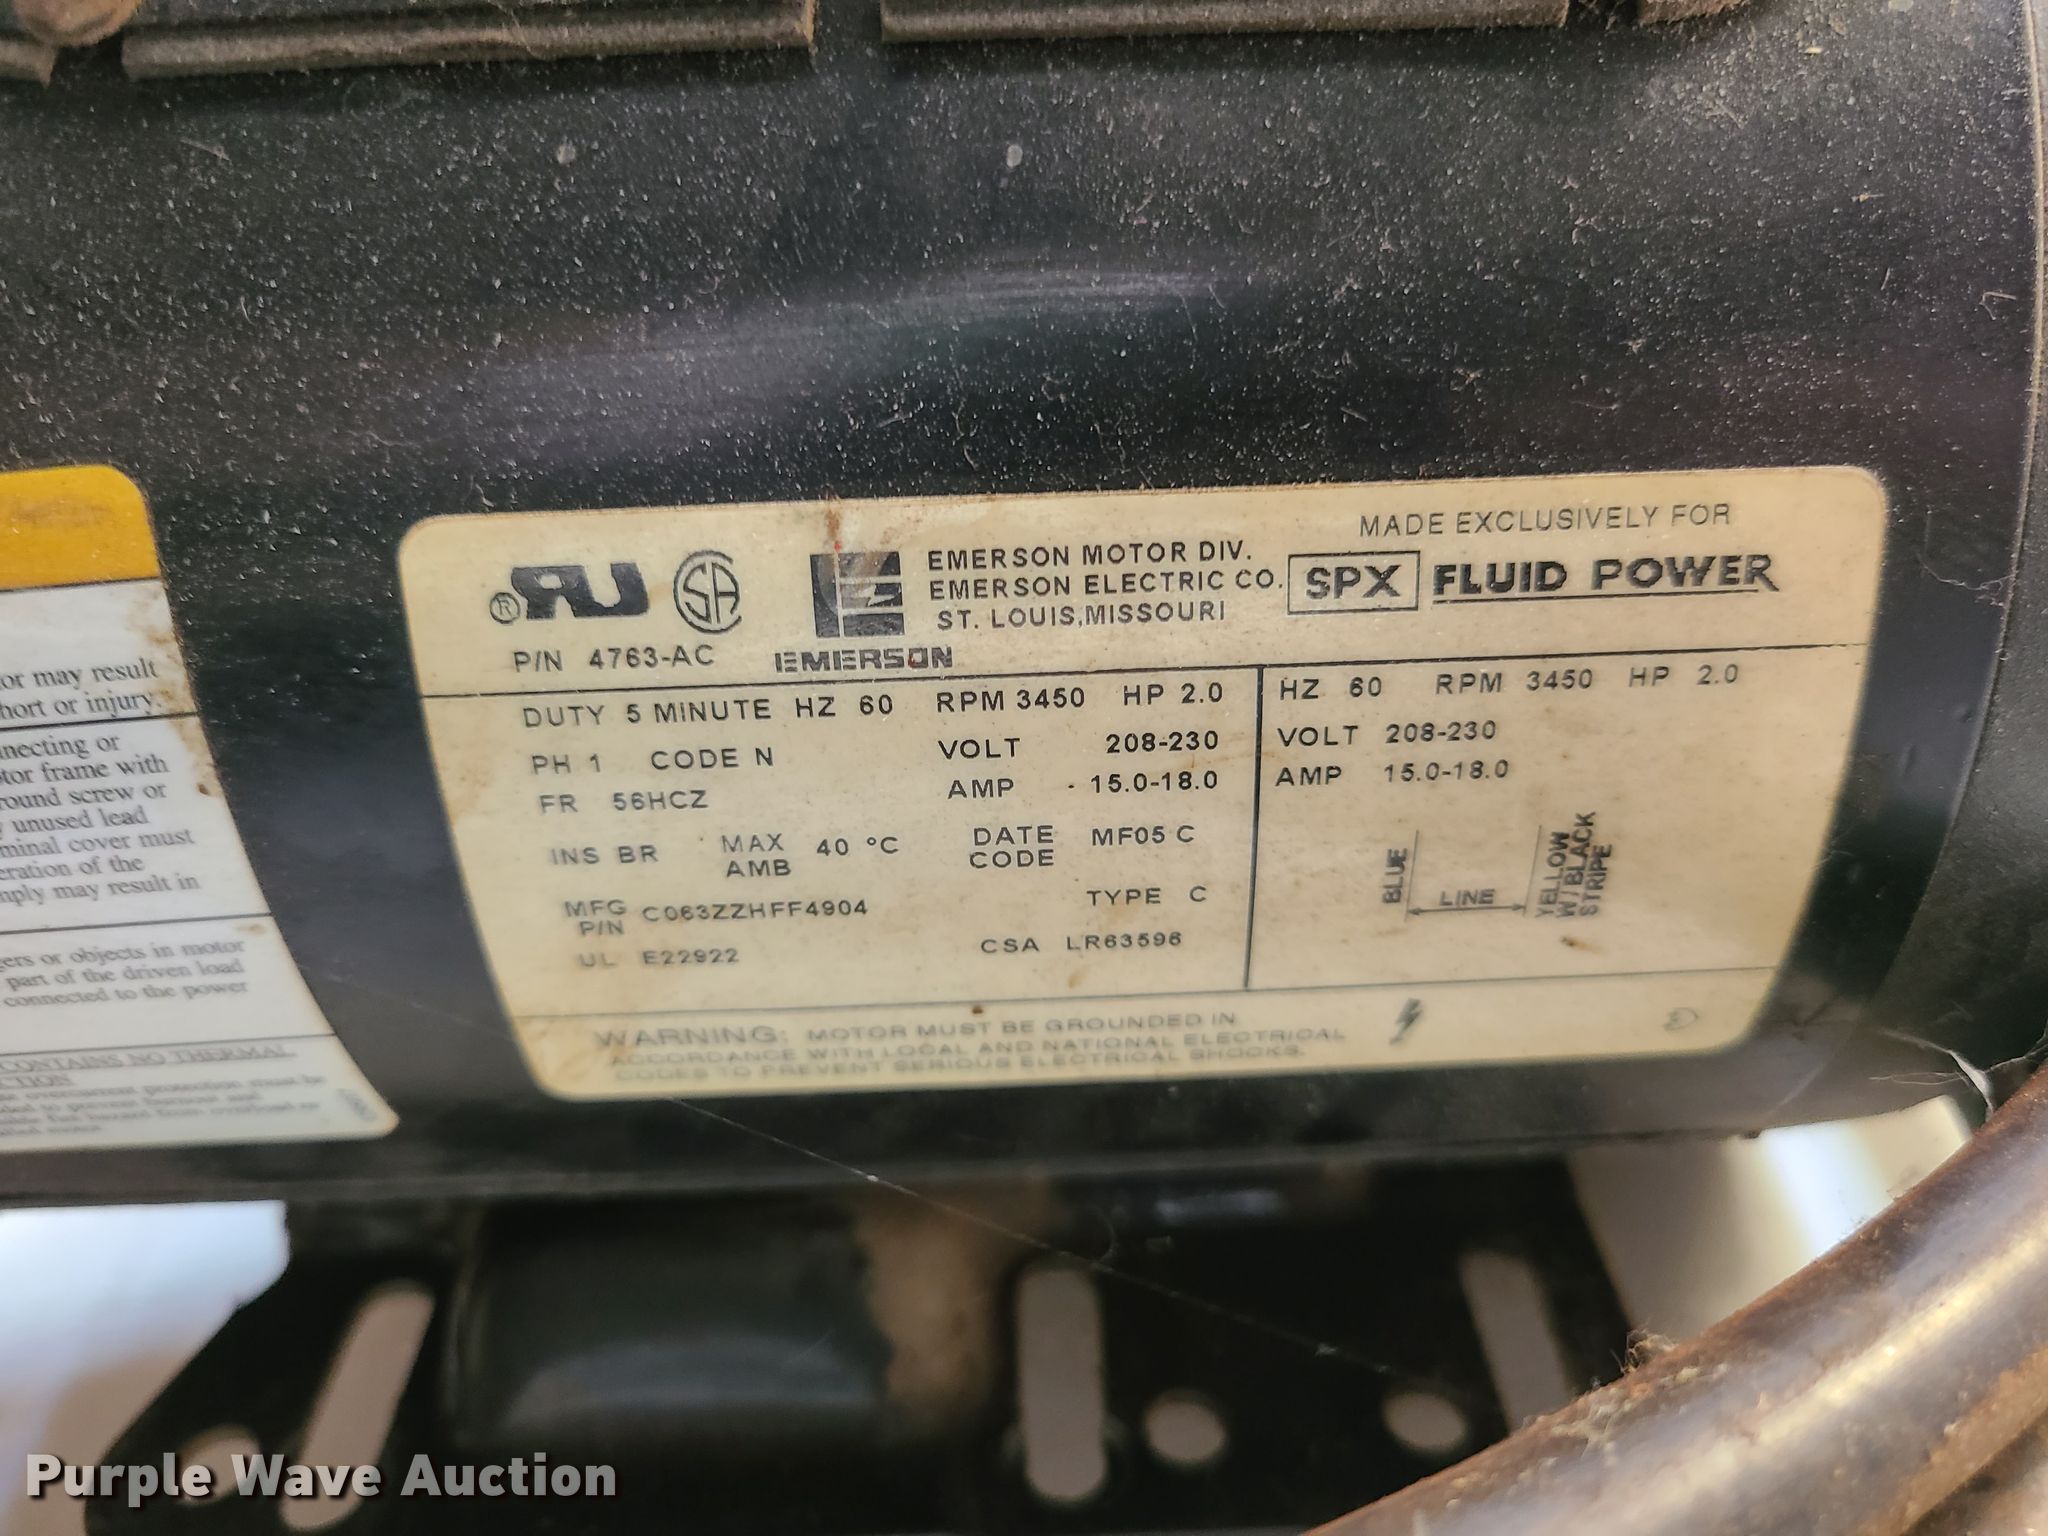 or may result
hort or injury.
nnecting or
otor frame with
round screw or
y unused lead
minal cover must
eration of the
mply may result in
gers or objects in motor
part of the driven load
connected to the power
CONTAINS NO THERMAL
CTION
MADE EXCLUSIVELY FOR
EMERSON MOTOR DIV.
EMERSON ELECTRIC CO.
ST. LOUIS, MISSOURI
SPX FLUID POWER
P/N 4763-AC EMERSON
DUTY 5 MINUTE HZ 60 RPM 3450 HP 2.0
PH 1 CODE N VOLT 208-230
FR 56HCZ AMP 15.0-18.0
INS BR MAX AMB 40 °C DATE CODE MF05 C
MFG P/N C063ZZHFF4904 TYPE C
UL E22922 CSA LR63596
HZ 60 RPM 3450 HP 2.0
VOLT 208-230
AMP 15.0-18.0
BLUE
LINE
YELLOW
W/BLACK
STRIPE
WARNING: MOTOR MUST BE GROUNDED IN
ACCORDANCE WITH LOCAL AND NATIONAL ELECTRICAL
CODES TO PREVENT SERIOUS ELECTRICAL SHOCKS.
Purple Wave Auction